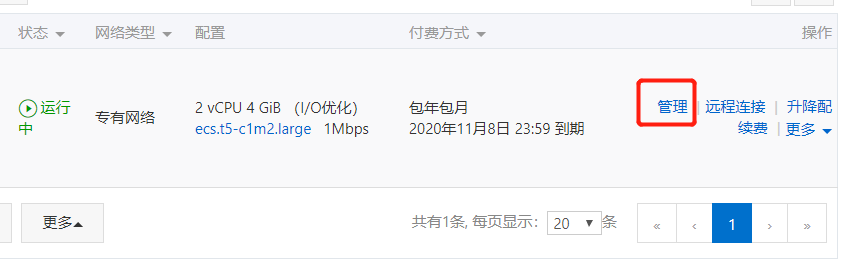 状态 网络类型 配置 付费方式 操作
运行中 专有网络 2 vCPU 4 GiB （I/O优化） 包年包月 管理 | 远程连接 | 升降配
ecs.t5-c1m2.large 1Mbps 2020年11月8日 23:59 到期 续费 | 更多
更多 共有1条, 每页显示： 20 条 « ‹ 1 › »